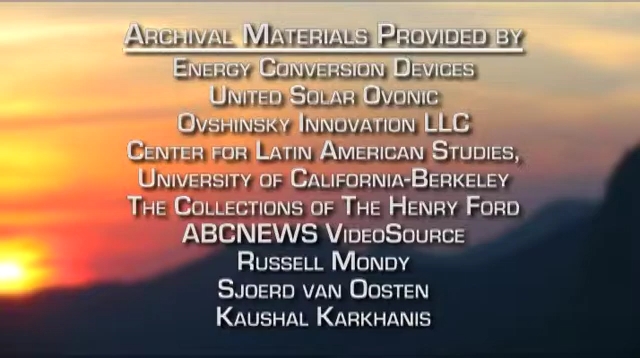 Archival Materials Provided by
Energy Conversion Devices
United Solar Ovonic
Ovshinsky Innovation LLC
Center for Latin American Studies,
University of California-Berkeley
The Collections of The Henry Ford
ABCNEWS VideoSource
Russell Mondy
Sjoerd van Oosten
Kaushal Karkhanis